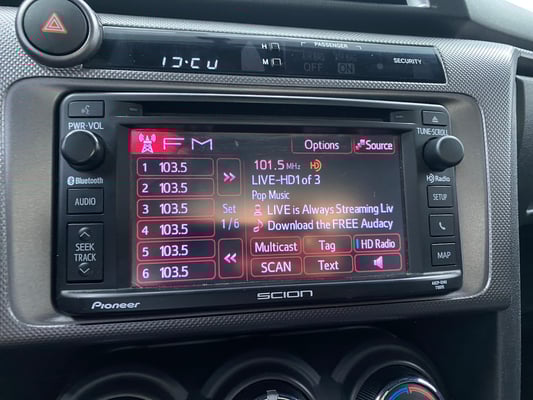 H
M
PASSENGER
OFF
ON
SECURITY
PWR·VOL
Bluetooth
AUDIO
SEEK
TRACK
FM
Options
Source
1 103.5
2 103.5
3 103.5
4 103.5
5 103.5
6 103.5
Set
1/6
101.5 MHz HD
LIVE-HD1of 3
Pop Music
LIVE is Always Streaming Liv
Download the FREE Audacy
Multicast
Tag
HD Radio
SCAN
Text
TUNE·SCROLL
HD Radio
SETUP
MAP
Pioneer
SCION